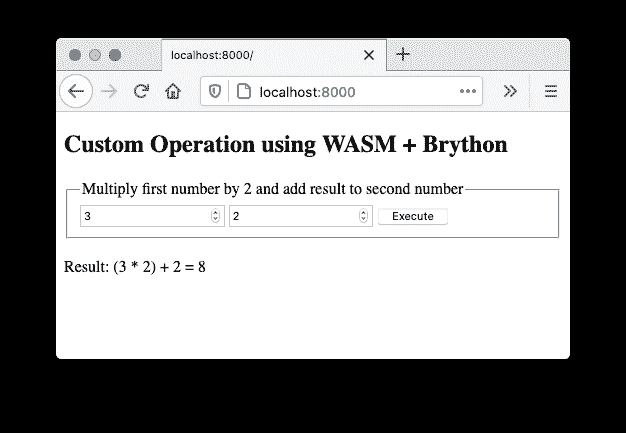 localhost:8000/
localhost:8000
Custom Operation using WASM + Brython
Multiply first number by 2 and add result to second number
3 2 Execute
Result: (3 * 2) + 2 = 8